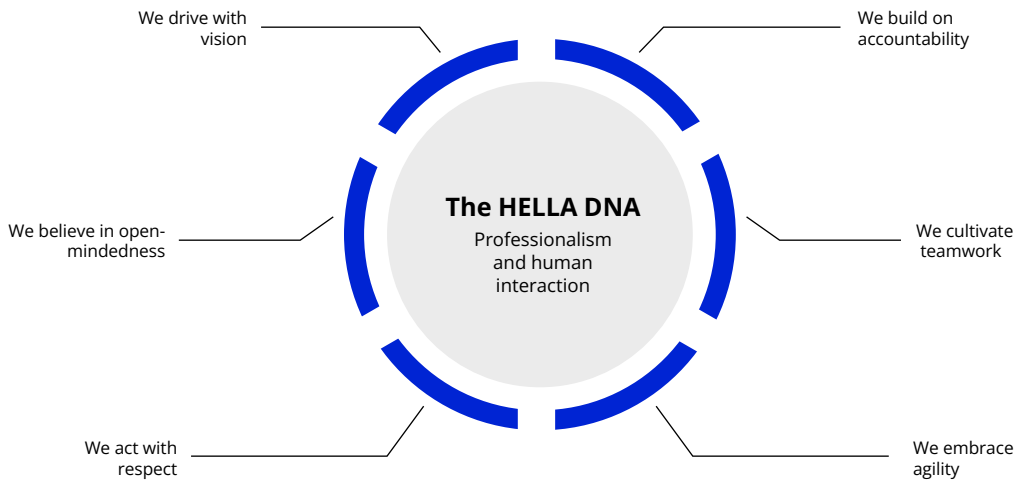 We drive with
vision
We build on
accountability
The HELLA DNA
Professionalism
and human
interaction
We believe in open-
mindedness
We cultivate
teamwork
We act with
respect
We embrace
agility